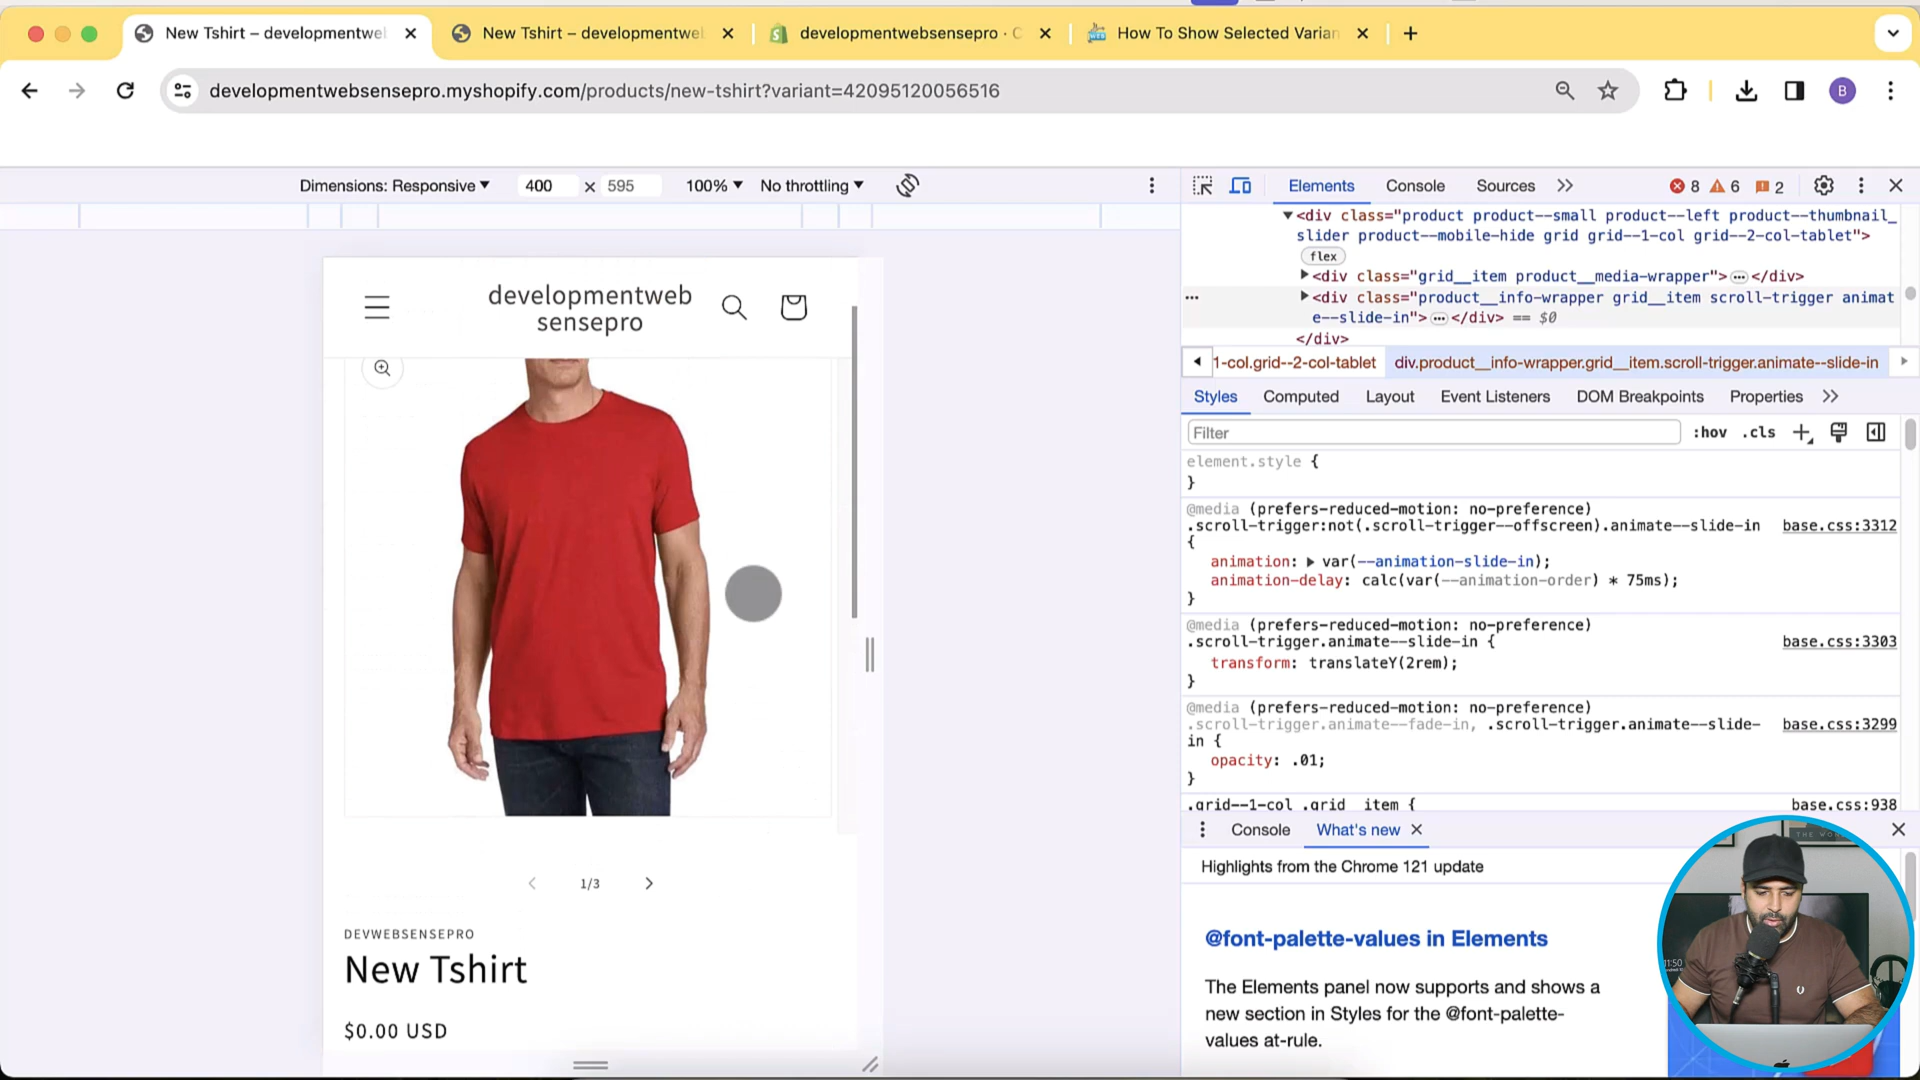 New Tshirt – developmentwe
New Tshirt – developmentwe
developmentwebsensepro · C
How To Show Selected Varian
developmentwebsensepro.myshopify.com/products/new-tshirt?variant=42095120056516
B
Dimensions: Responsive ▼ 400 × 595 100% ▼ No throttling ▼
developmentweb
sensepro
1/3
DEVWEBSENSEPRO
New Tshirt
$0.00 USD
Elements Console Sources 8 6 2
▼<div class="product product--small product--left product--thumbnail_
slider product--mobile-hide grid grid--1-col grid--2-col-tablet">
flex
▶<div class="grid__item product__media-wrapper"> … </div>
… ▶<div class="product__info-wrapper grid__item scroll-trigger animat
e--slide-in"> … </div> == $0
</div>
1-col.grid--2-col-tablet div.product__info-wrapper.grid__item.scroll-trigger.animate--slide-in
Styles Computed Layout Event Listeners DOM Breakpoints Properties
Filter :hov .cls
element.style {
}
@media (prefers-reduced-motion: no-preference)
.scroll-trigger:not(.scroll-trigger--offscreen).animate--slide-in base.css:3312
{
animation: ▶ var(--animation-slide-in);
animation-delay: calc(var(--animation-order) * 75ms);
}
@media (prefers-reduced-motion: no-preference)
.scroll-trigger.animate--slide-in { base.css:3303
transform: translateY(2rem);
}
@media (prefers-reduced-motion: no-preference)
.scroll-trigger.animate--fade-in, .scroll-trigger.animate--slide- base.css:3299
in {
opacity: .01;
}
.grid--1-col .grid__item { base.css:938
Console What's new
Highlights from the Chrome 121 update
@font-palette-values in Elements
The Elements panel now supports and shows a
new section in Styles for the @font-palette-
values at-rule.
11:50